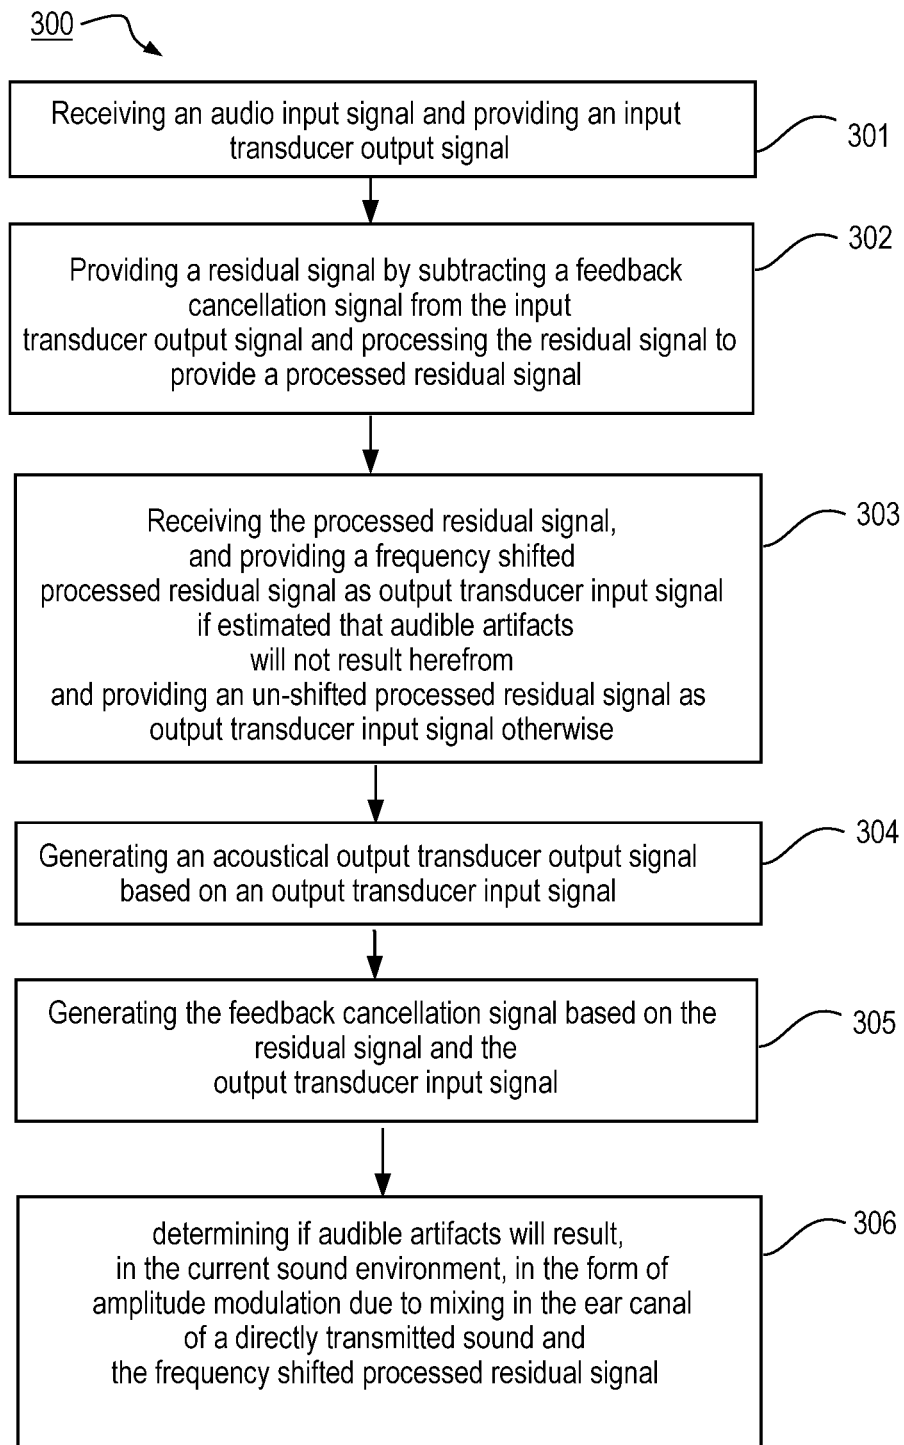 300
Receiving an audio input signal and providing an input
transducer output signal
301
Providing a residual signal by subtracting a feedback
cancellation signal from the input
transducer output signal and processing the residual signal to
provide a processed residual signal
302
Receiving the processed residual signal,
and providing a frequency shifted
processed residual signal as output transducer input signal
if estimated that audible artifacts
will not result herefrom
and providing an un-shifted processed residual signal as
output transducer input signal otherwise
303
Generating an acoustical output transducer output signal
based on an output transducer input signal
304
Generating the feedback cancellation signal based on the
residual signal and the
output transducer input signal
305
determining if audible artifacts will result,
in the current sound environment, in the form of
amplitude modulation due to mixing in the ear canal
of a directly transmitted sound and
the frequency shifted processed residual signal
306